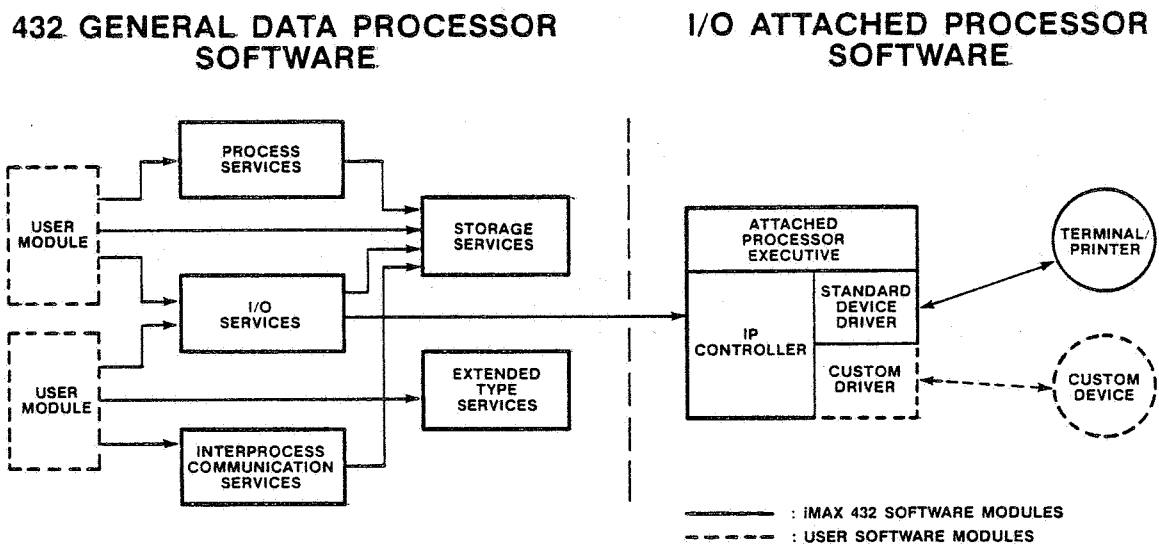 432 GENERAL DATA PROCESSOR
SOFTWARE
I/O ATTACHED PROCESSOR
SOFTWARE
PROCESS
SERVICES
USER
MODULE
STORAGE
SERVICES
I/O
SERVICES
USER
MODULE
EXTENDED
TYPE
SERVICES
INTERPROCESS
COMMUNICATION
SERVICES
ATTACHED
PROCESSOR
EXECUTIVE
IP
CONTROLLER
STANDARD
DEVICE
DRIVER
CUSTOM
DRIVER
TERMINAL/
PRINTER
CUSTOM
DEVICE
: iMAX 432 SOFTWARE MODULES
: USER SOFTWARE MODULES